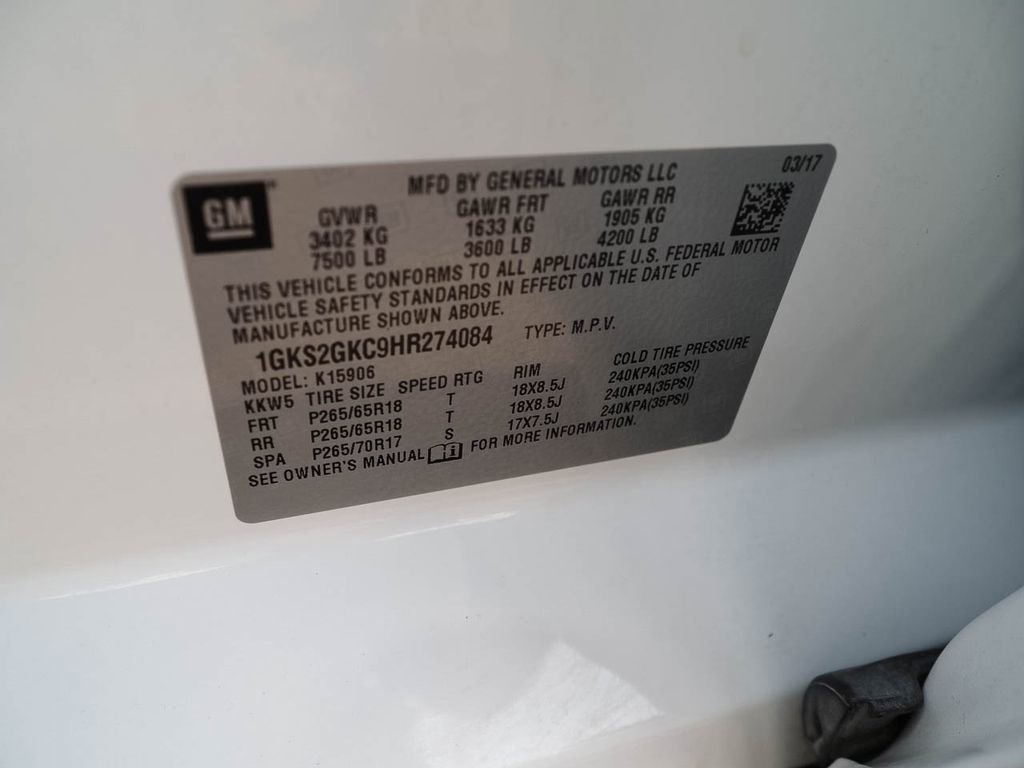 GM
MFD BY GENERAL MOTORS LLC 03/17
GVWR GAWR FRT GAWR RR
3402 KG 1633 KG 1905 KG
7500 LB 3600 LB 4200 LB
THIS VEHICLE CONFORMS TO ALL APPLICABLE U.S. FEDERAL MOTOR
VEHICLE SAFETY STANDARDS IN EFFECT ON THE DATE OF
MANUFACTURE SHOWN ABOVE.
1GKS2GKC9HR274084 TYPE: M.P.V.
MODEL: K15906
KKW5 TIRE SIZE SPEED RTG RIM COLD TIRE PRESSURE
FRT P265/65R18 T 18X8.5J 240KPA(35PSI)
RR P265/65R18 T 18X8.5J 240KPA(35PSI)
SPA P265/70R17 S 17X7.5J 240KPA(35PSI)
SEE OWNER'S MANUAL FOR MORE INFORMATION.